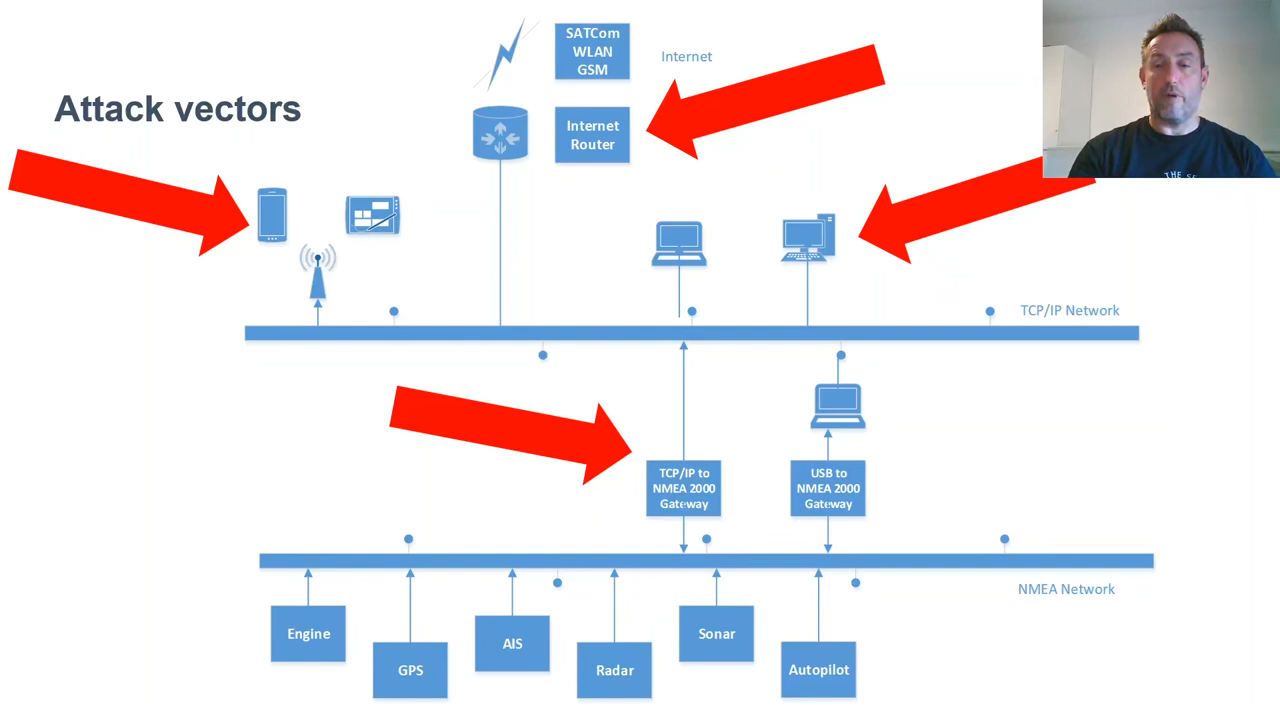 SATCom
WLAN
GSM
Internet
Attack vectors
Internet
Router
TCP/IP Network
TCP/IP to
NMEA 2000
Gateway
USB to
NMEA 2000
Gateway
NMEA Network
Engine
GPS
AIS
Radar
Sonar
Autopilot
THE